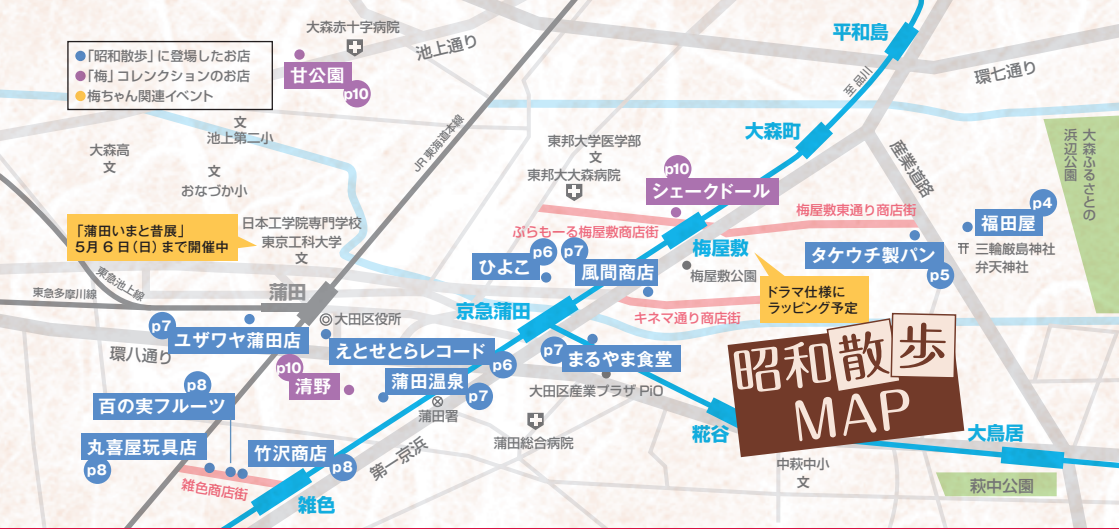 大森赤十字病院
池上通り
平和島
●「昭和散歩」に登場したお店
●「梅」コレンクションのお店
●梅ちゃん関連イベント
甘公園
p10
至 品川
環七通り
文
池上第二小
JR 東海道本線
大森町
大森高
文
文
おなづか小
東邦大学医学部
文
東邦大大森病院
産業道路
大森ふるさとの
浜辺公園
p10
シェークドール
p4
福田屋
「蒲田いまと昔展」
5月6日(日)まで開催中
日本工学院専門学校
東京工科大学
文
ぷらもーる梅屋敷商店街
梅屋敷東通り商店街
梅屋敷
タケウチ製パン
p5
三輪厳島神社
弁天神社
p6
p7
ひよこ
風間商店
梅屋敷公園
東急池上線
東急多摩川線
蒲田
ドラマ仕様に
ラッピング予定
京急蒲田
キネマ通り商店街
◎大田区役所
p7
ユザワヤ蒲田店
環八通り
えとせとらレコード
p6
p7
まるやま食堂
昭和散歩
MAP
p10
清野
蒲田温泉
p7
大田区産業プラザ PiO
p8
百の実フルーツ
蒲田署
蒲田総合病院
糀谷
大鳥居
丸喜屋玩具店
p8
竹沢商店
p8
第一京浜
中萩中小
文
雑色商店街
雑色
萩中公園